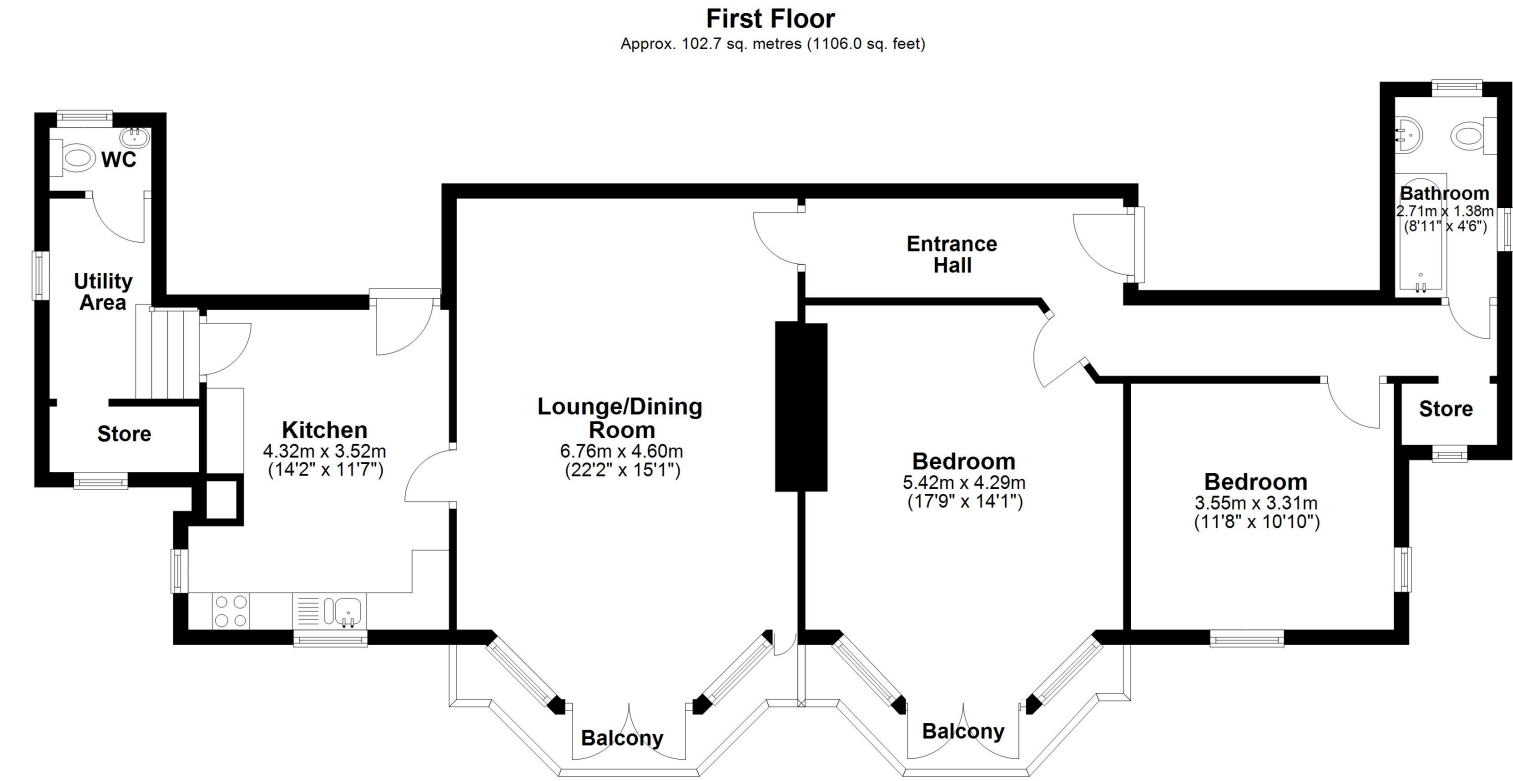 First Floor
Approx. 102.7 sq. metres (1106.0 sq. feet)
WC
Bathroom
2.71m x 1.38m
(8'11" x 4'6")
Entrance
Hall
Utility
Area
Lounge/Dining
Room
6.76m x 4.60m
(22'2" x 15'1")
Store
Store
Kitchen
4.32m x 3.52m
(14'2" x 11'7")
Bedroom
5.42m x 4.29m
(17'9" x 14'1")
Bedroom
3.55m x 3.31m
(11'8" x 10'10")
Balcony
Balcony